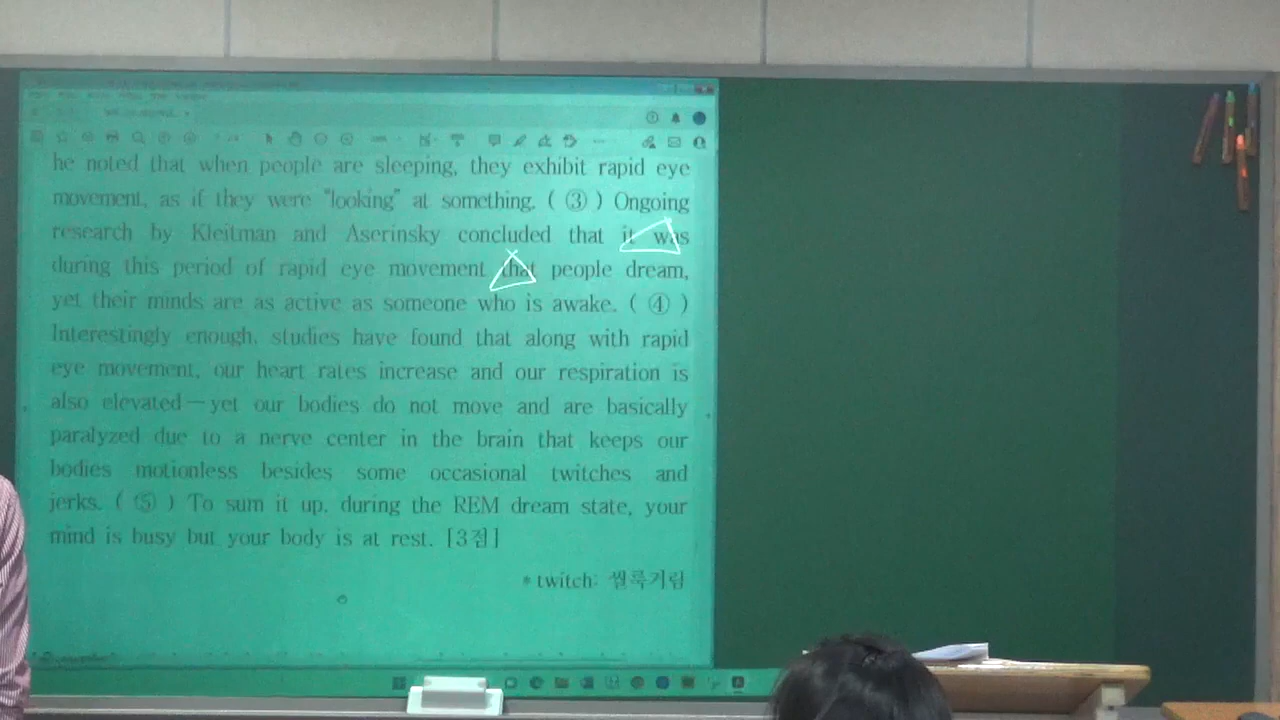 he noted that when people are sleeping, they exhibit rapid eye
movement, as if they were "looking" at something. ( ③ ) Ongoing
research by Kleitman and Aserinsky concluded that it was
during this period of rapid eye movement that people dream,
yet their minds are as active as someone who is awake. ( ④ )
Interestingly enough, studies have found that along with rapid
eye movement, our heart rates increase and our respiration is
also elevated—yet our bodies do not move and are basically
paralyzed due to a nerve center in the brain that keeps our
bodies motionless besides some occasional twitches and
jerks. ( ⑤ ) To sum it up, during the REM dream state, your
mind is busy but your body is at rest. [3점]
* twitch: 씰룩거림